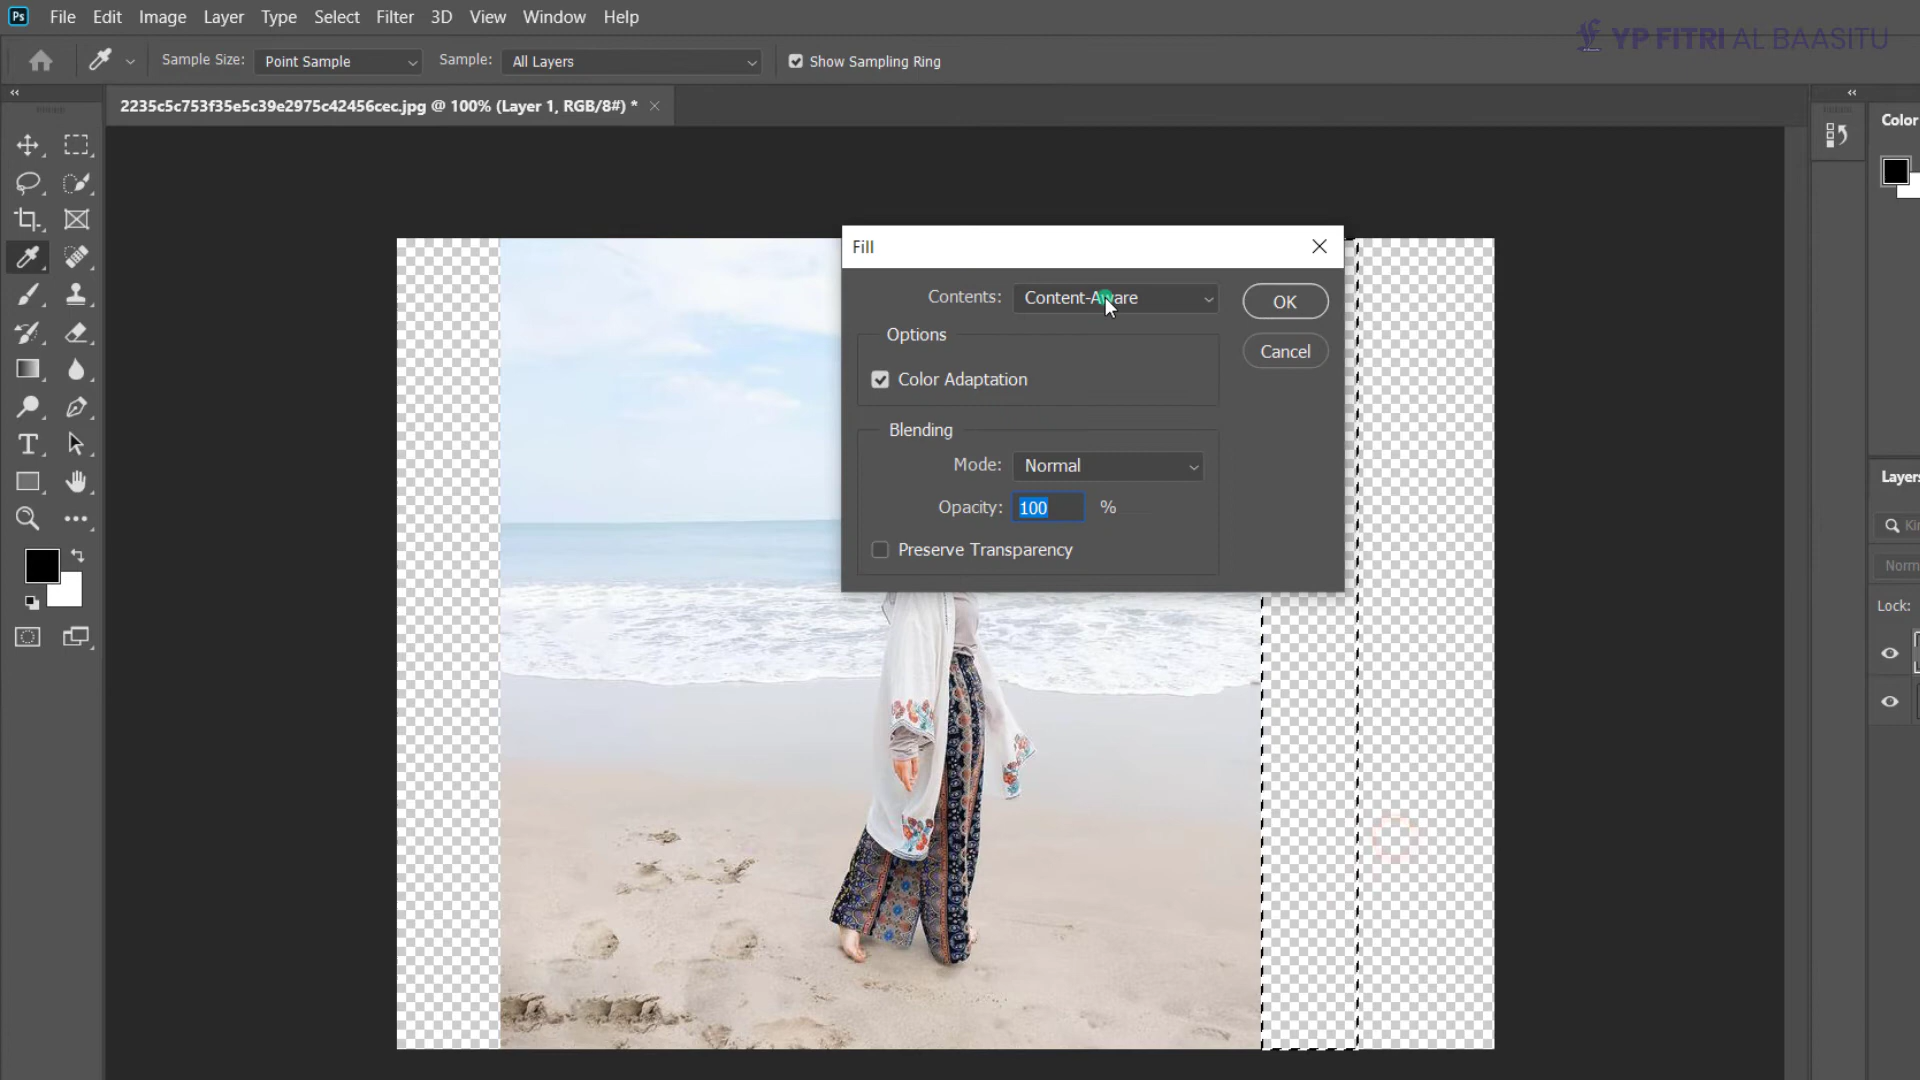 Ps File Edit Image Layer Type Select Filter 3D View Window Help
YP FITRI AL BAASITU
Sample Size: Point Sample Sample: All Layers Show Sampling Ring
2235c5c753f35e5c39e2975c42456cec.jpg @ 100% (Layer 1, RGB/8#) *
Color
Fill
Contents: Content-Aware OK
Options
Cancel
Color Adaptation
Blending
Mode: Normal
Opacity: 100 %
Preserve Transparency
Layers
Norm
Lock: